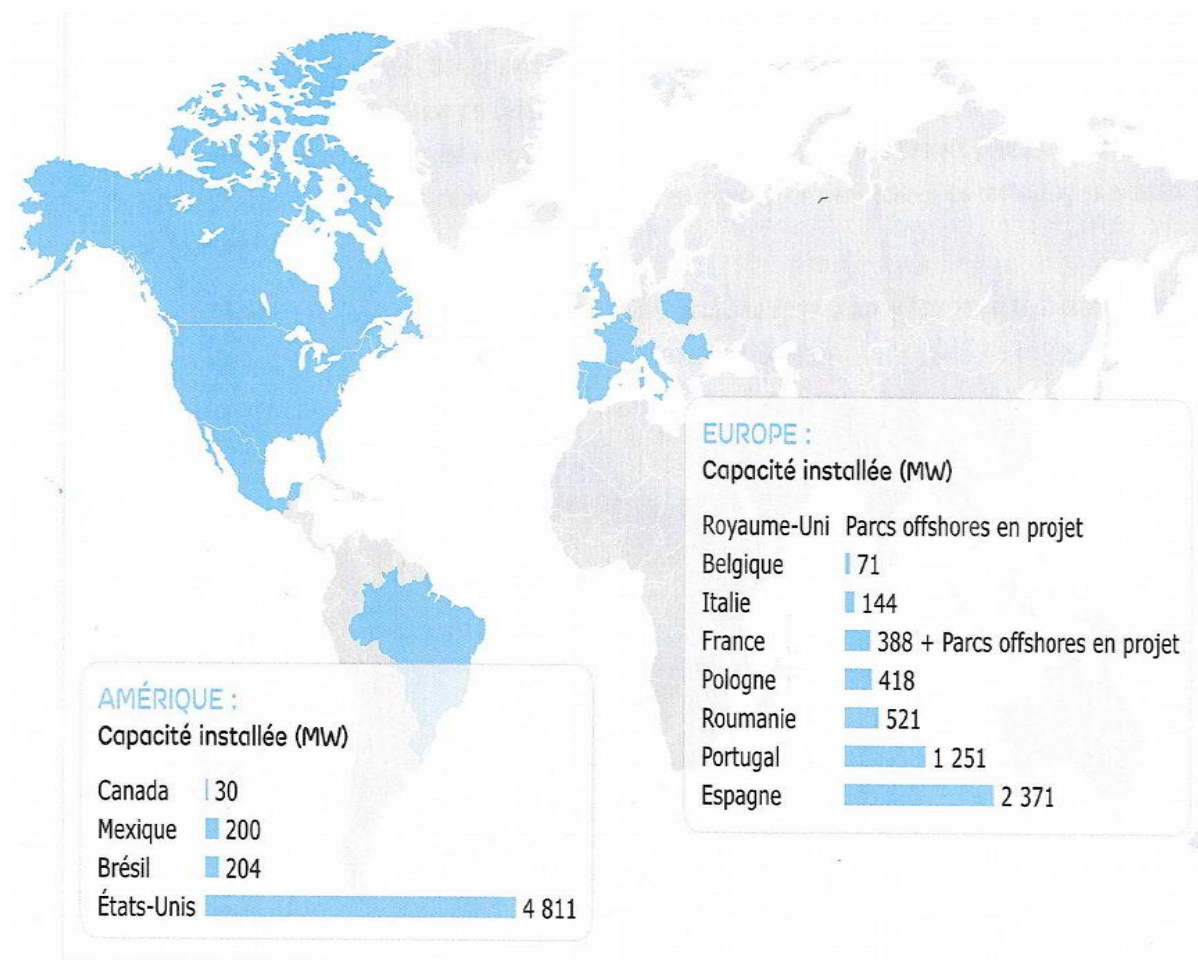 EUROPE :
Capacité installée (MW)
Royaume-Uni Parcs offshores en projet
Belgique 71
Italie 144
France 388 + Parcs offshores en projet
Pologne 418
Roumanie 521
Portugal 1 251
Espagne 2 371
AMÉRIQUE :
Capacité installée (MW)
Canada 30
Mexique 200
Brésil 204
États-Unis 4 811